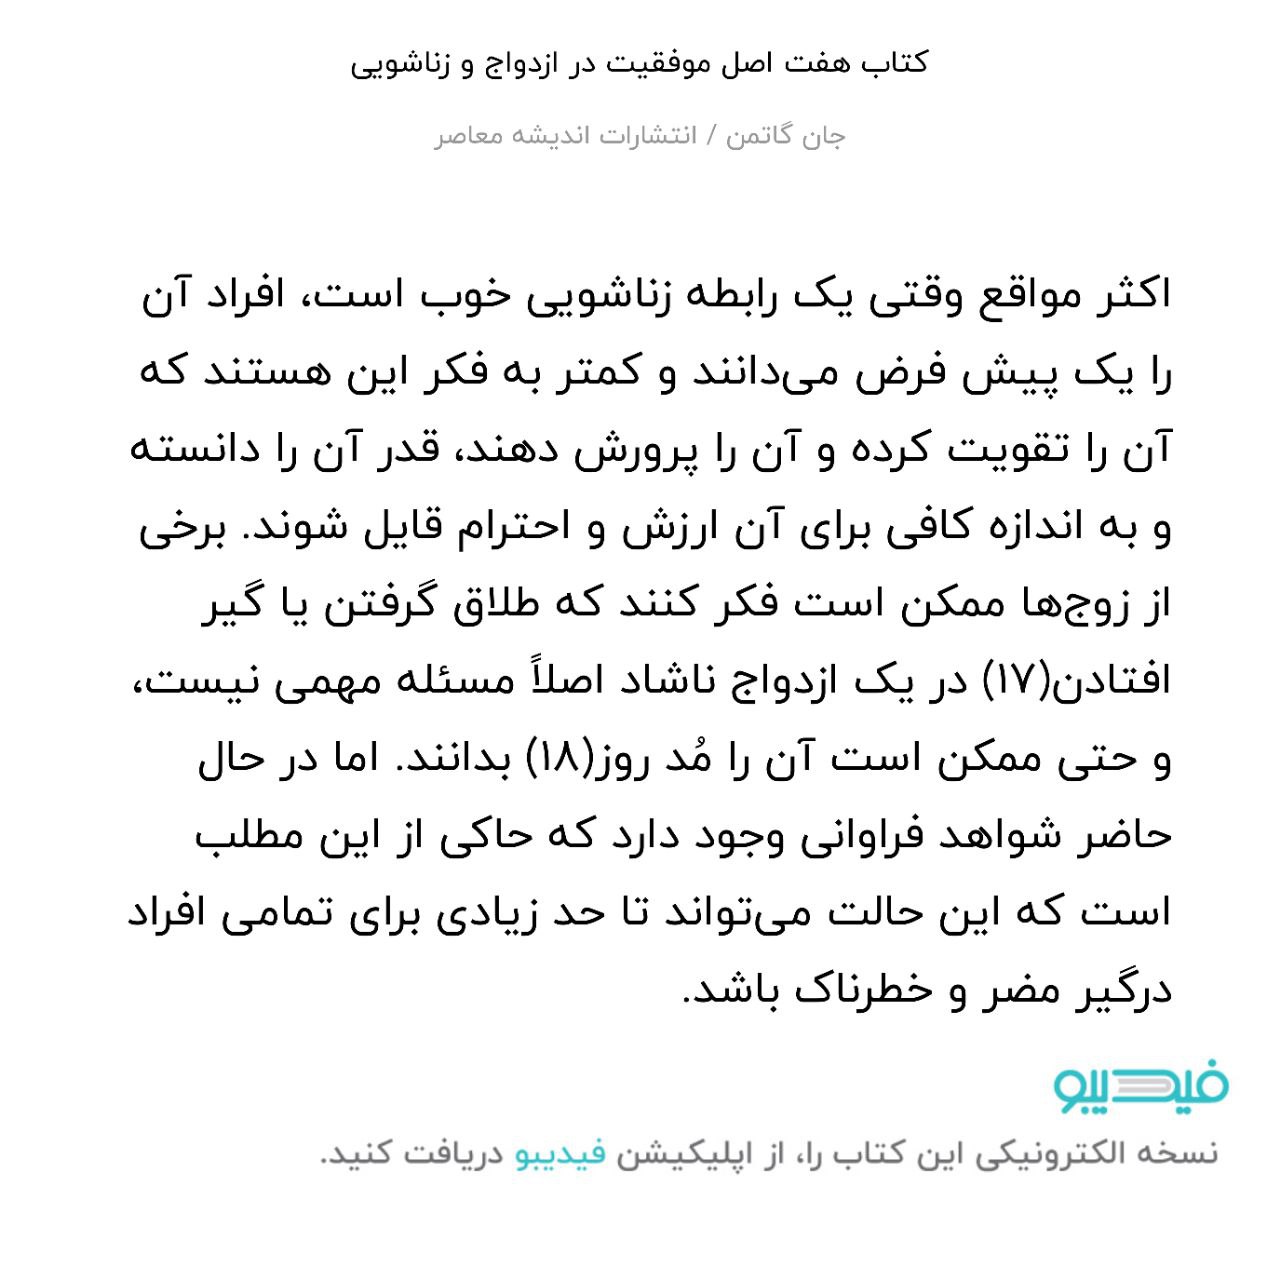 کتاب هفت اصل موفقیت در ازدواج و زناشویی
جان گاتمن / انتشارات اندیشه معاصر
اکثر مواقع وقتی یک رابطه زناشویی خوب است، افراد آن
را یک پیش فرض می‌دانند و کمتر به فکر این هستند که
آن را تقویت کرده و آن را پرورش دهند، قدر آن را دانسته
و به اندازه کافی برای آن ارزش و احترام قایل شوند. برخی
از زوج‌ها ممکن است فکر کنند که طلاق گرفتن یا گیر
افتادن(۱۷) در یک ازدواج ناشاد اصلاً مسئله مهمی نیست،
و حتی ممکن است آن را مُد روز(۱۸) بدانند. اما در حال
حاضر شواهد فراوانی وجود دارد که حاکی از این مطلب
است که این حالت می‌تواند تا حد زیادی برای تمامی افراد
درگیر مضر و خطرناک باشد.
فیدیبو
نسخه الکترونیکی این کتاب را، از اپلیکیشن فیدیبو دریافت کنید.